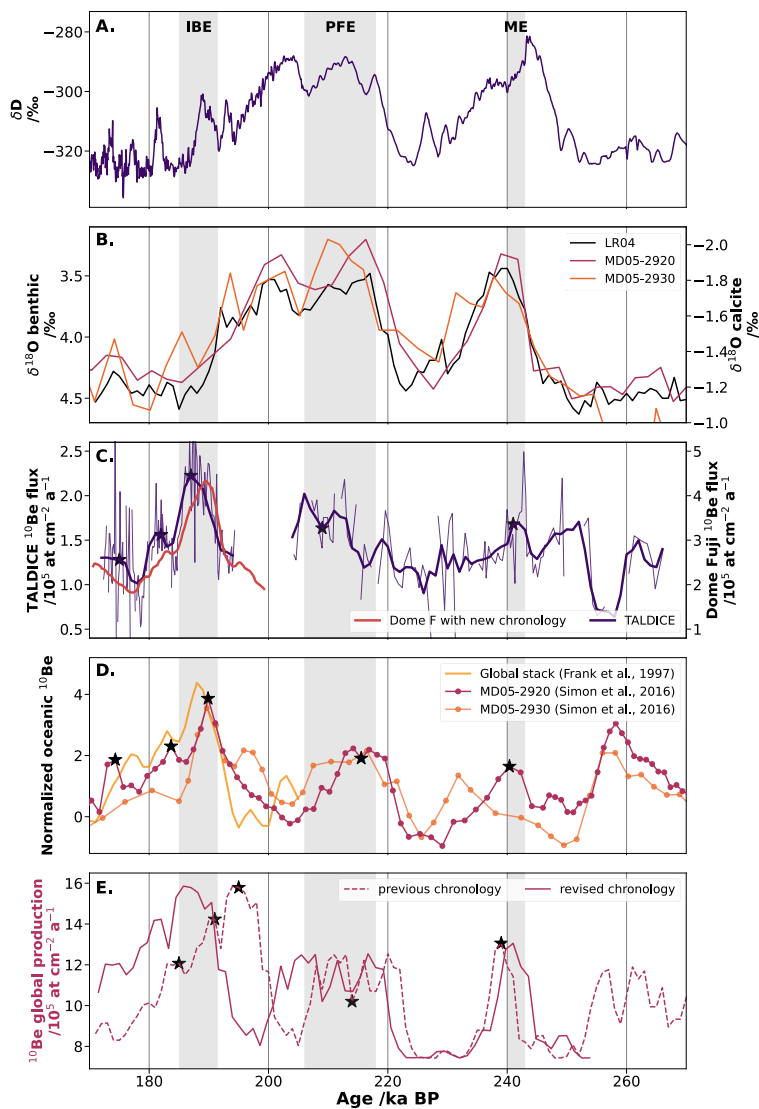 A. IBE PFE ME
−280
−300
−320
δD
/‰
B.
LR04
MD05-2920
MD05-2930
3.5
4.0
4.5
δ¹⁸O benthic
−2.0
−1.8
−1.6
−1.4
−1.2
−1.0
δ¹⁸O calcite
/‰
C.
2.5
2.0
1.5
1.0
0.5
TALDICE ¹⁰Be flux
/10⁵ at cm⁻² a⁻¹
5
4
3
2
1
Dome Fuji ¹⁰Be flux
/10⁵ at cm⁻² a⁻¹
Dome F with new chronology TALDICE
D.
Global stack (Frank et al., 1997)
MD05-2920 (Simon et al., 2016)
MD05-2930 (Simon et al., 2016)
4
2
0
Normalized oceanic ¹⁰Be
E.
previous chronology revised chronology
16
14
12
10
8
¹⁰Be global production
/10⁵ at cm⁻² a⁻¹
180 200 220 240 260
Age /ka BP